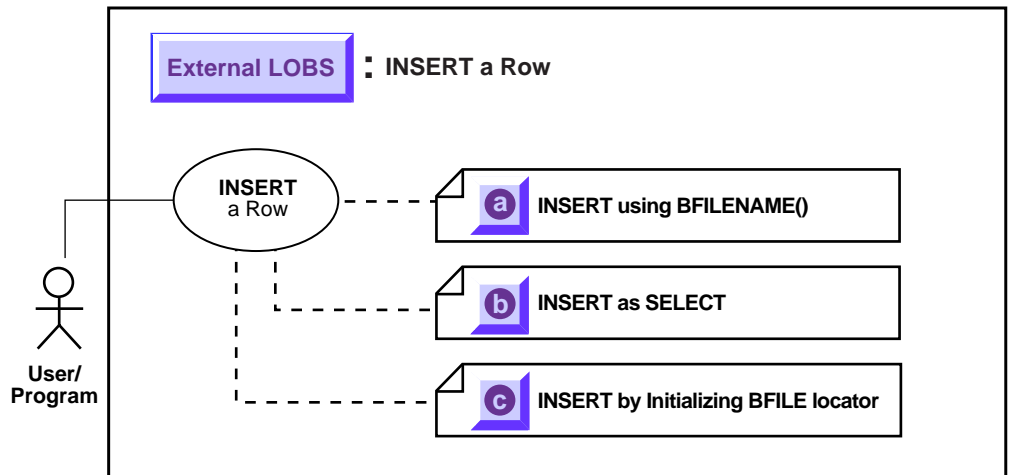 External LOBS : INSERT a Row
INSERT
a Row
a INSERT using BFILENAME()
b INSERT as SELECT
c INSERT by Initializing BFILE locator
User/
Program